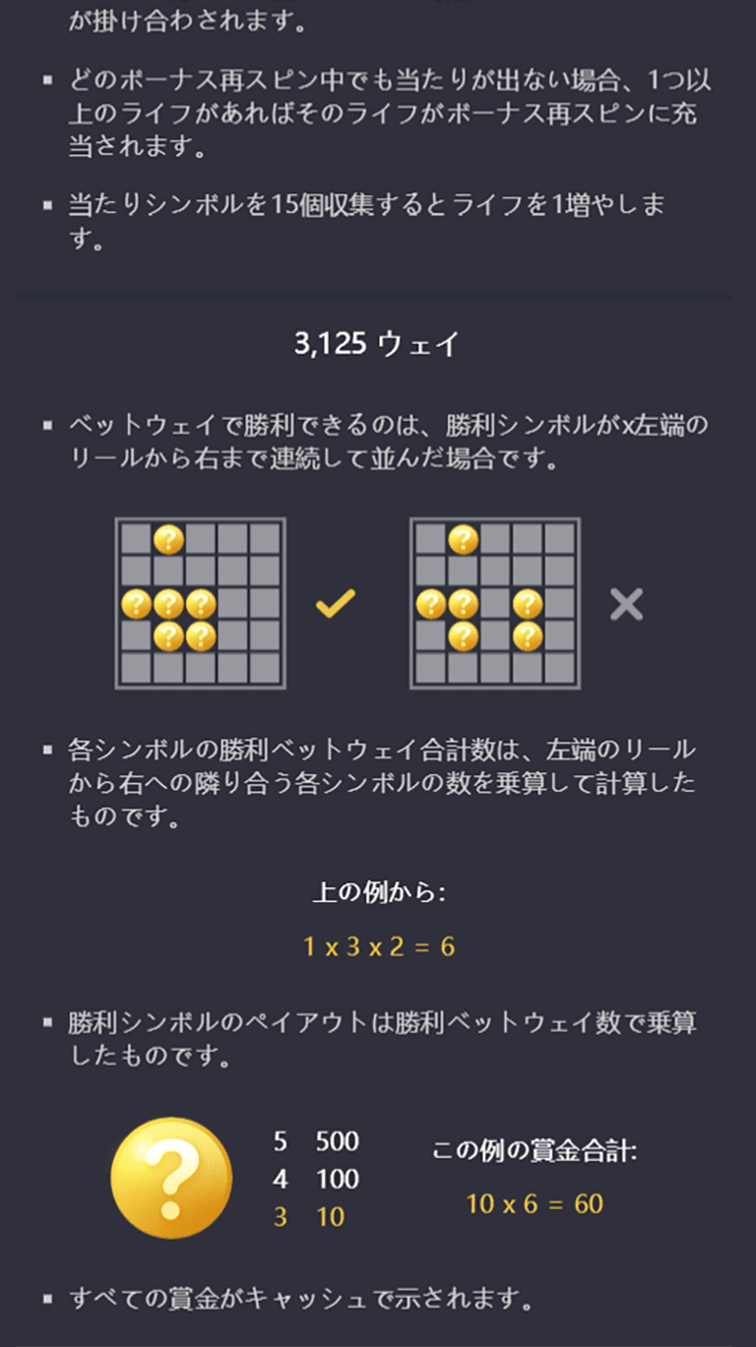 が掛け合わされます。
▪ どのボーナス再スピン中でも当たりが出ない場合、1つ以
上のライフがあればそのライフがボーナス再スピンに充
当されます。
▪ 当たりシンボルを15個収集するとライフを1増やしま
す。
3,125 ウェイ
▪ ベットウェイで勝利できるのは、勝利シンボルがx左端の
リールから右まで連続して並んだ場合です。
? ? ? ? ? ?
? ? ? ? ? ?
▪ 各シンボルの勝利ベットウェイ合計数は、左端のリール
から右への隣り合う各シンボルの数を乗算して計算した
ものです。
上の例から:
1 x 3 x 2 = 6
▪ 勝利シンボルのペイアウトは勝利ベットウェイ数で乗算
したものです。
?
5 500
4 100
3 10
この例の賞金合計:
10 x 6 = 60
▪ すべての賞金がキャッシュで示されます。